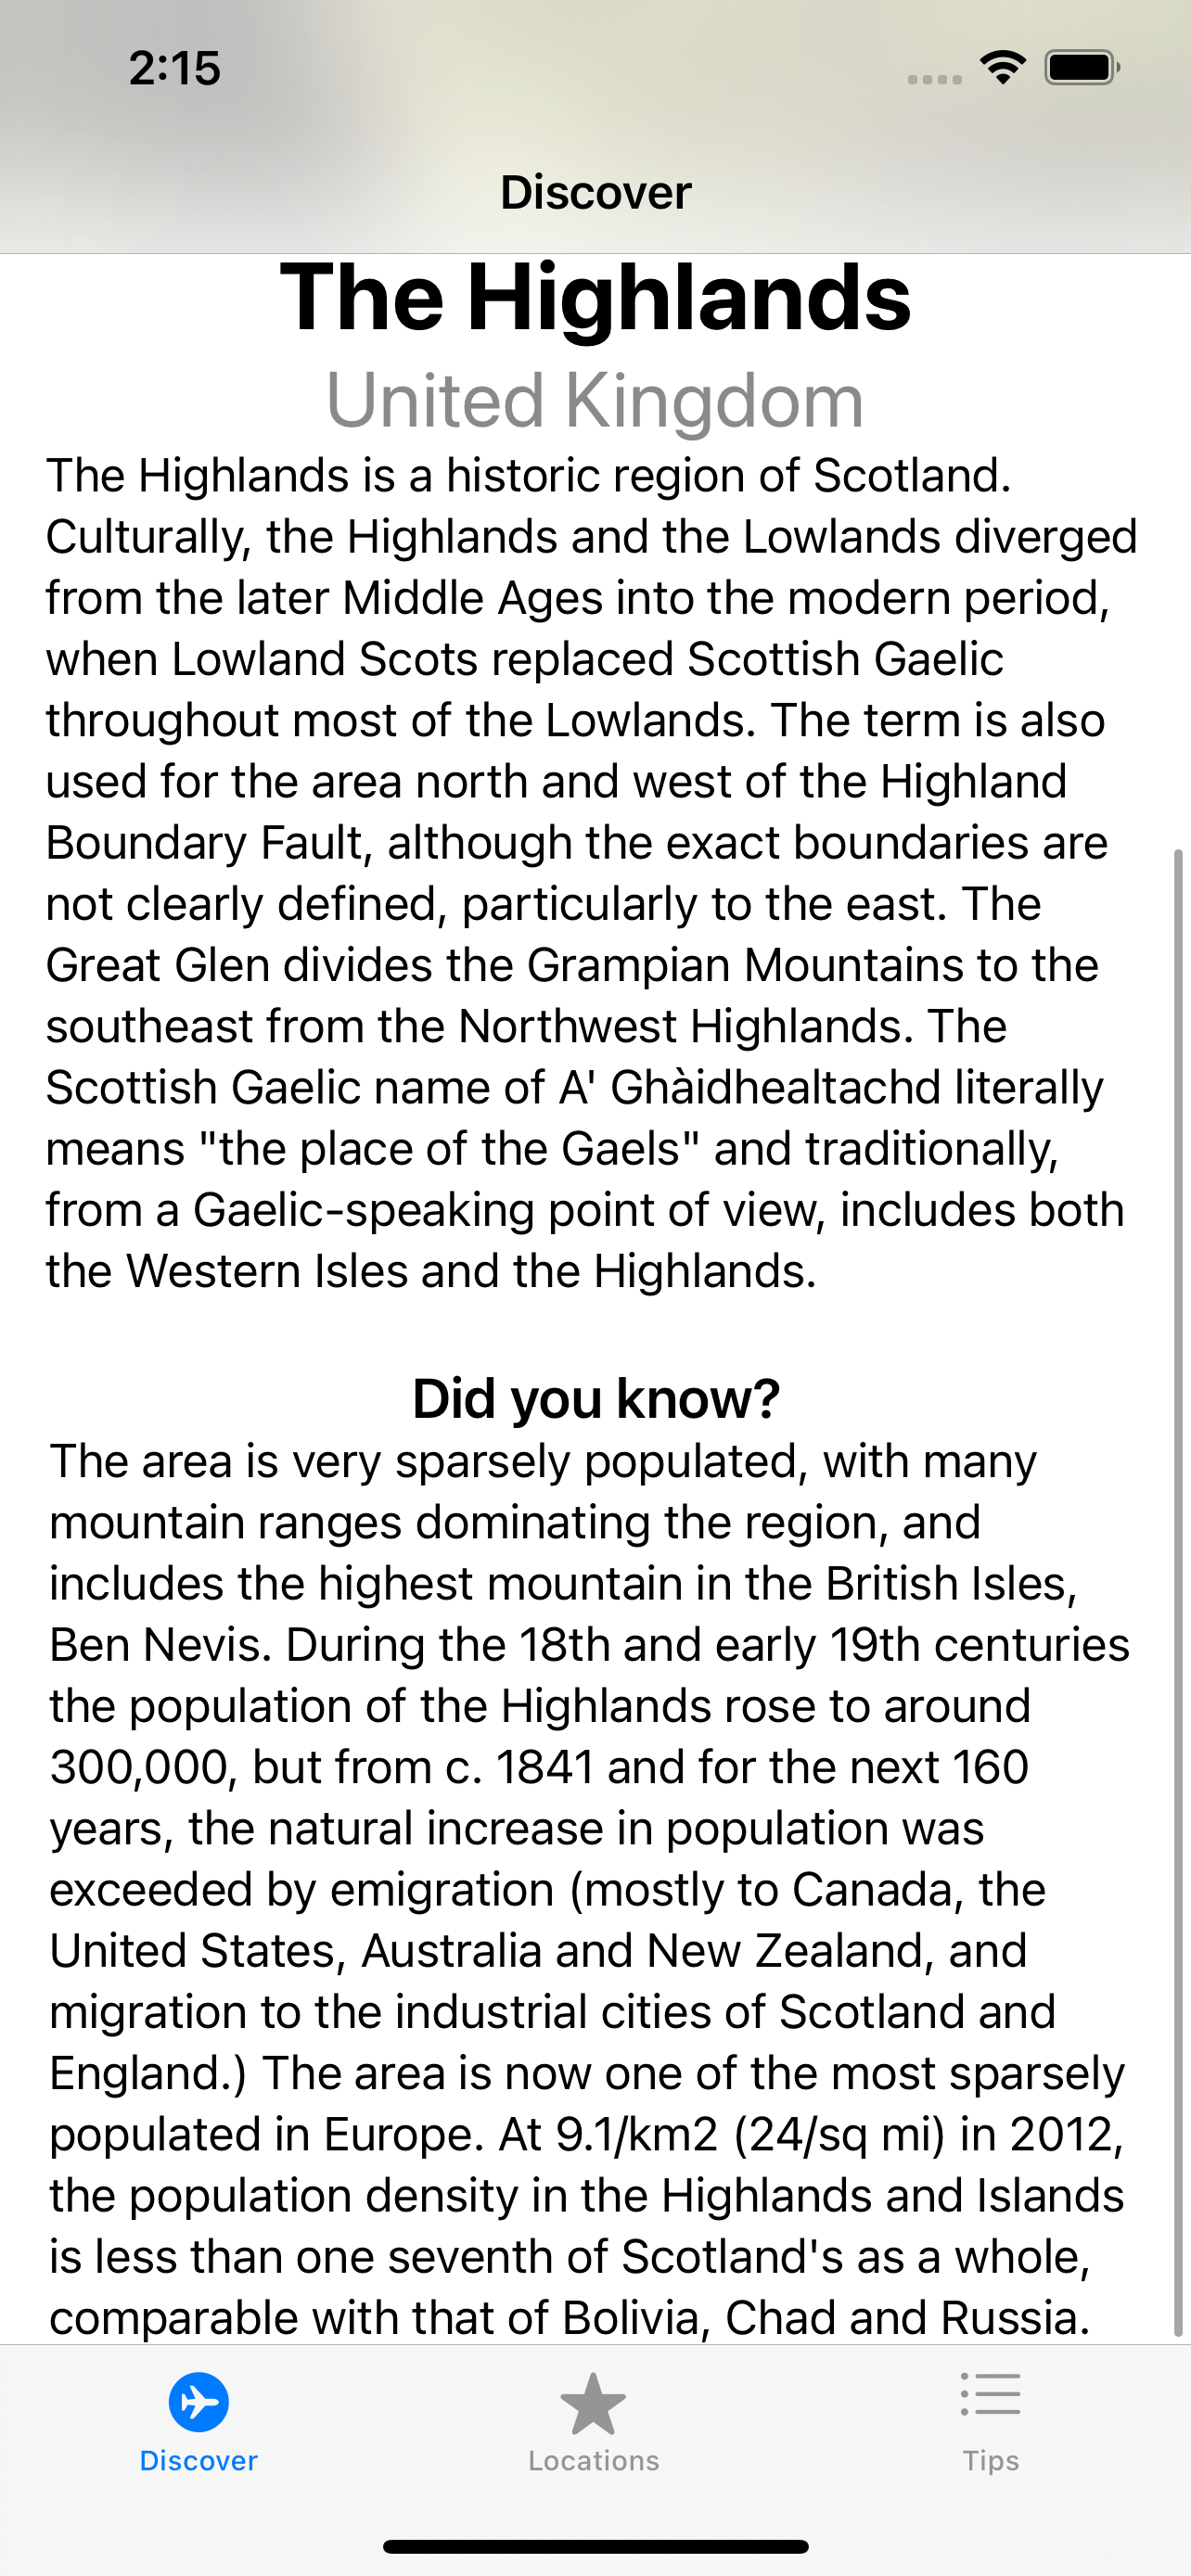 2:15
Discover
The Highlands
United Kingdom
The Highlands is a historic region of Scotland.
Culturally, the Highlands and the Lowlands diverged
from the later Middle Ages into the modern period,
when Lowland Scots replaced Scottish Gaelic
throughout most of the Lowlands. The term is also
used for the area north and west of the Highland
Boundary Fault, although the exact boundaries are
not clearly defined, particularly to the east. The
Great Glen divides the Grampian Mountains to the
southeast from the Northwest Highlands. The
Scottish Gaelic name of A' Ghàidhealtachd literally
means "the place of the Gaels" and traditionally,
from a Gaelic-speaking point of view, includes both
the Western Isles and the Highlands.
Did you know?
The area is very sparsely populated, with many
mountain ranges dominating the region, and
includes the highest mountain in the British Isles,
Ben Nevis. During the 18th and early 19th centuries
the population of the Highlands rose to around
300,000, but from c. 1841 and for the next 160
years, the natural increase in population was
exceeded by emigration (mostly to Canada, the
United States, Australia and New Zealand, and
migration to the industrial cities of Scotland and
England.) The area is now one of the most sparsely
populated in Europe. At 9.1/km2 (24/sq mi) in 2012,
the population density in the Highlands and Islands
is less than one seventh of Scotland's as a whole,
comparable with that of Bolivia, Chad and Russia.
Discover
Locations
Tips